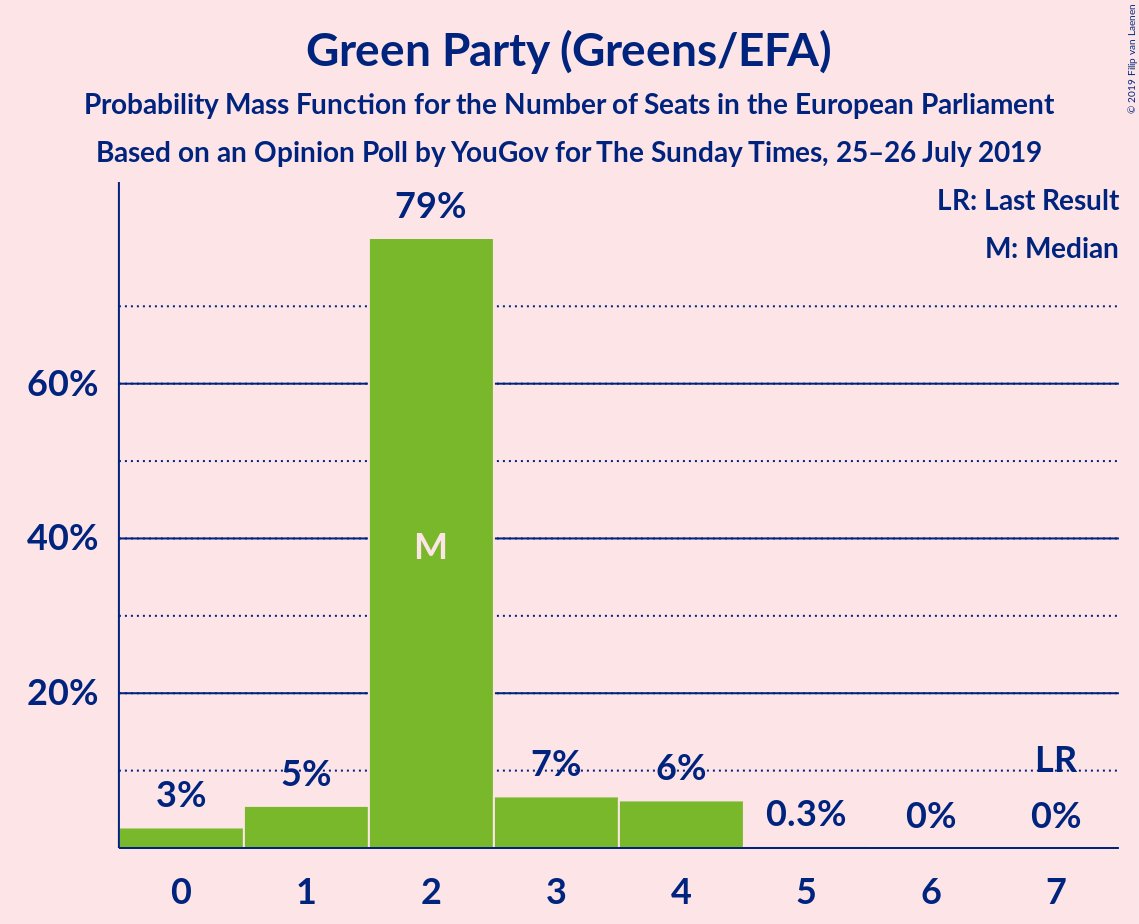 Green Party (Greens/EFA)
Probability Mass Function for the Number of Seats in the European Parliament
Based on an Opinion Poll by YouGov for The Sunday Times, 25–26 July 2019
© 2019 Filip van Laenen
LR: Last Result
M: Median
79%
60%
40%
M
20%
3%
5%
7%
6%
0.3%
0%
LR
0%
0 1 2 3 4 5 6 7